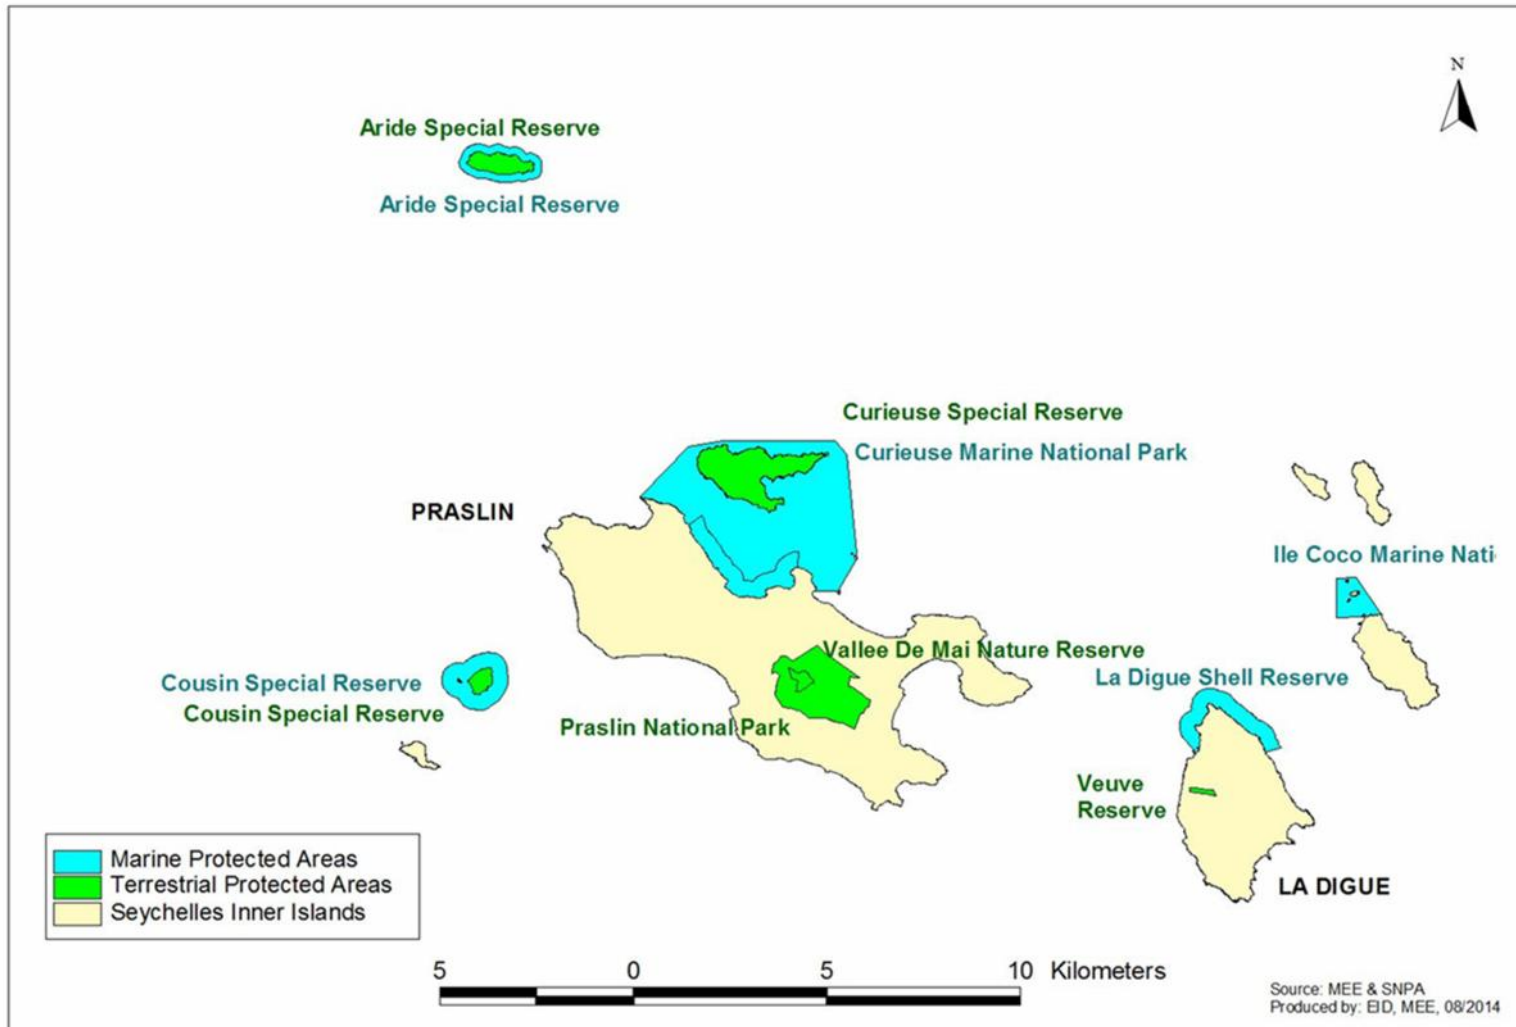 N
Aride Special Reserve
Aride Special Reserve
Curieuse Special Reserve
Curieuse Marine National Park
PRASLIN
Ile Coco Marine Nati
Vallee De Mai Nature Reserve
La Digue Shell Reserve
Cousin Special Reserve
Cousin Special Reserve
Praslin National Park
Veuve
Reserve
LA DIGUE
Marine Protected Areas
Terrestrial Protected Areas
Seychelles Inner Islands
5 0 5 10 Kilometers
Source: MEE & SNPA
Produced by: EID, MEE, 08/2014